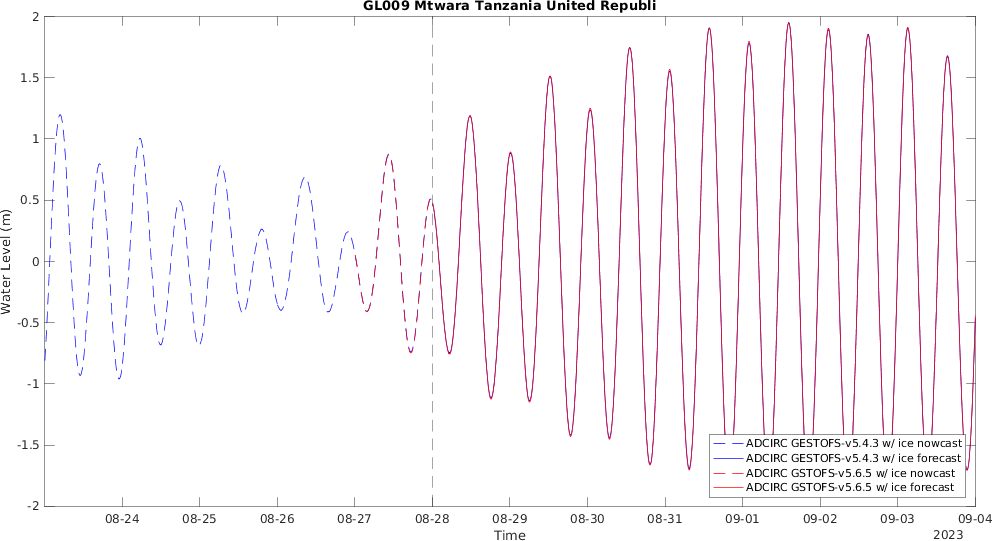 GL009 Mtwara Tanzania United Republi
2
1.5
1
0.5
0
-0.5
-1
-1.5
-2
Water Level (m)
ADCIRC GESTOFS-v5.4.3 w/ ice nowcast
ADCIRC GESTOFS-v5.4.3 w/ ice forecast
ADCIRC GSTOFS-v5.6.5 w/ ice nowcast
ADCIRC GSTOFS-v5.6.5 w/ ice forecast
08-24 08-25 08-26 08-27 08-28 08-29 08-30 08-31 09-01 09-02 09-03 09-04
Time
2023